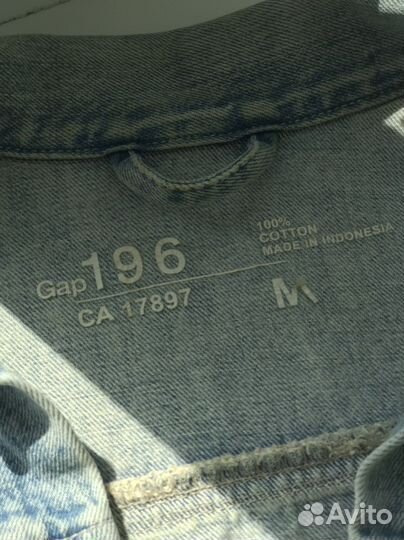 Gap 196
CA 17897
100%
COTTON
MADE IN INDONESIA
M
Avito